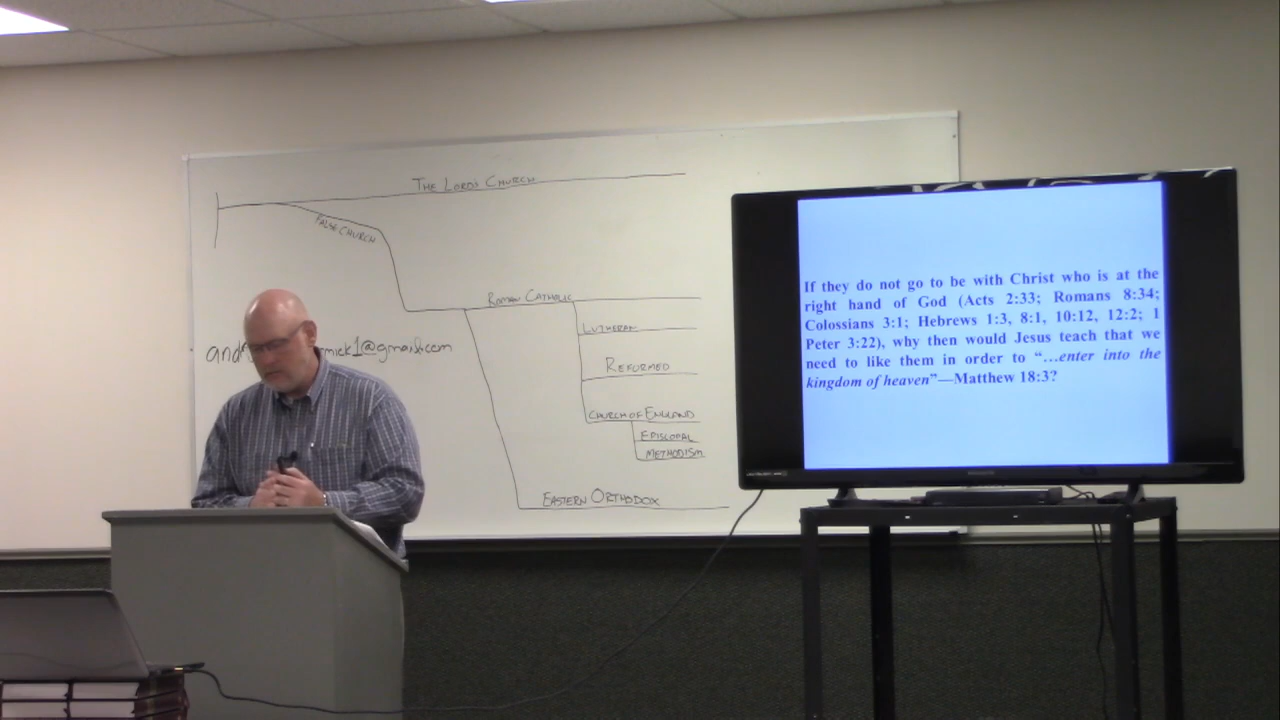 THE LORD'S CHURCH
FALSE CHURCH
ROMAN CATHOLIC
LUTHERAN
REFORMED
CHURCH OF ENGLAND
EPISCOPAL
METHODISM
EASTERN ORTHODOX
mick1@gmail.com
If they do not go to be with Christ who is at the
right hand of God (Acts 2:33; Romans 8:34;
Colossians 3:1; Hebrews 1:3, 8:1, 10:12, 12:2; 1
Peter 3:22), why then would Jesus teach that we
need to like them in order to “…enter into the
kingdom of heaven”—Matthew 18:3?